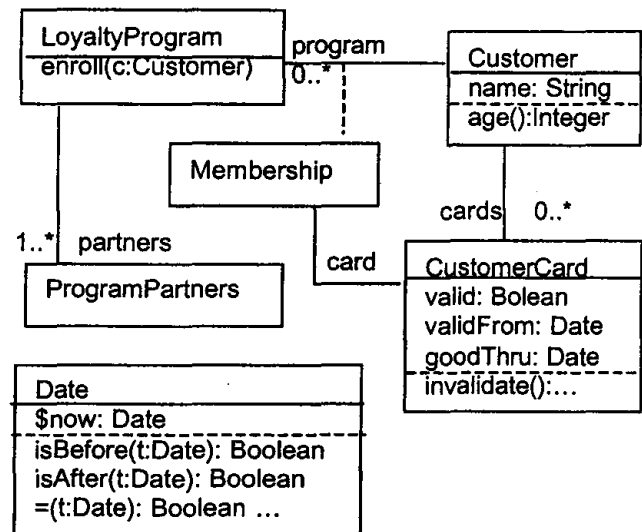 LoyaltyProgram
enroll(c:Customer)
program
0..*
Customer
name: String
age():Integer
Membership
cards 0..*
1..* partners
card
ProgramPartners
CustomerCard
valid: Bolean
validFrom: Date
goodThru: Date
invalidate():...
Date
$now: Date
isBefore(t:Date): Boolean
isAfter(t:Date): Boolean
=(t:Date): Boolean ...